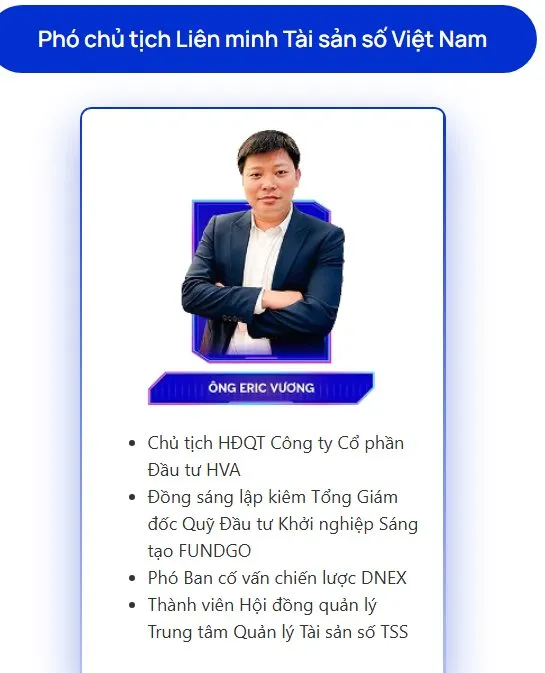 Phó chủ tịch Liên minh Tài sản số Việt Nam
ÔNG ERIC VƯƠNG
• Chủ tịch HĐQT Công ty Cổ phần
Đầu tư HVA
• Đồng sáng lập kiêm Tổng Giám
đốc Quỹ Đầu tư Khởi nghiệp Sáng
tạo FUNDGO
• Phó Ban cố vấn chiến lược DNEX
• Thành viên Hội đồng quản lý
Trung tâm Quản lý Tài sản số TSS